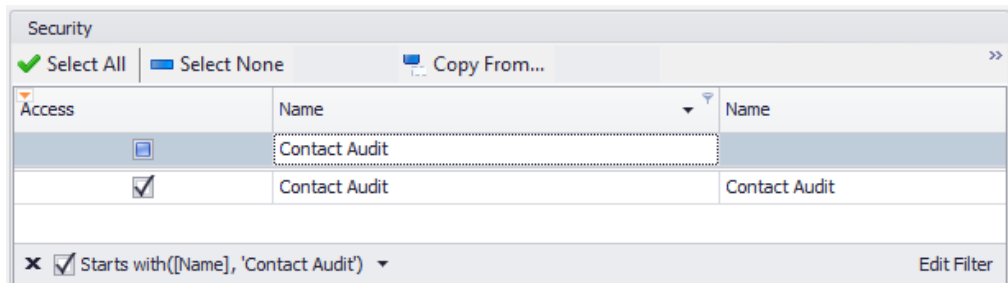 Security
Select All Select None Copy From... »
Access Name Name
Contact Audit
Contact Audit Contact Audit
Starts with([Name], 'Contact Audit') Edit Filter